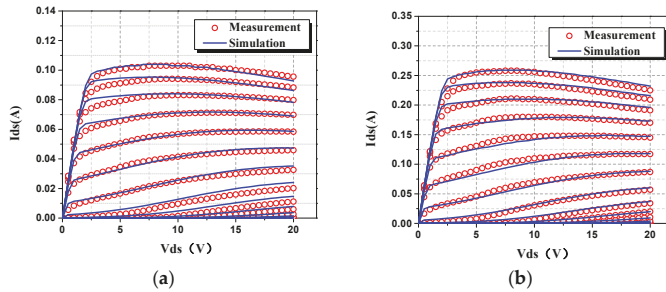 0.14
0.12
0.10
0.08
0.06
0.04
0.02
0.00
Ids(A)
Measurement
Simulation
0 5 10 15 20
Vds（V）
(a)
0.35
0.30
0.25
0.20
0.15
0.10
0.05
0.00
Ids(A)
Measurement
Simulation
0 5 10 15 20
Vds（V）
(b)